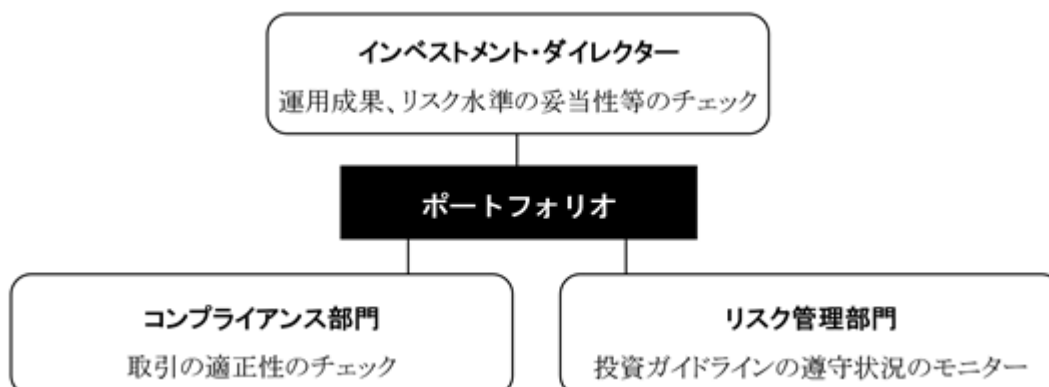 インベストメント・ダイレクター
運用成果、リスク水準の妥当性等のチェック
ポートフォリオ
コンプライアンス部門
取引の適正性のチェック
リスク管理部門
投資ガイドラインの遵守状況のモニター